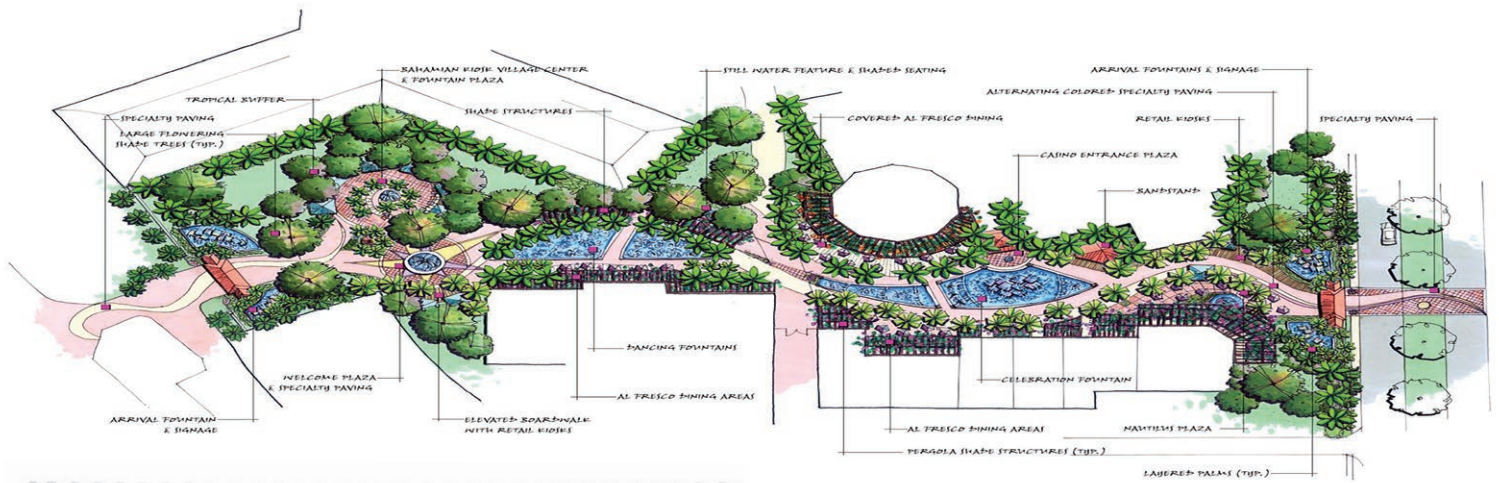 BAHAMIAN KIOSK VILLAGE CENTER
& FOUNTAIN PLAZA
TROPICAL BUFFER
SPECIALTY PAVING
LARGE FLOWERING
SHADE TREES (TYP.)
SHADE STRUCTURES
STILL WATER FEATURE & SHADED SEATING
COVERED AL FRESCO DINING
ARRIVAL FOUNTAINS & SIGNAGE
ALTERNATING COLORED SPECIALTY PAVING
RETAIL KIOSKS
SPECIALTY PAVING
CASINO ENTRANCE PLAZA
BANDSTAND
DANCING FOUNTAINS
WELCOME PLAZA
& SPECIALTY PAVING
AL FRESCO DINING AREAS
ARRIVAL FOUNTAIN
& SIGNAGE
ELEVATED BOARDWALK
WITH RETAIL KIOSKS
CELEBRATION FOUNTAIN
AL FRESCO DINING AREAS
NAUTILUS PLAZA
PERGOLA SHADE STRUCTURES (TYP.)
LAYERED PALMS (TYP.)